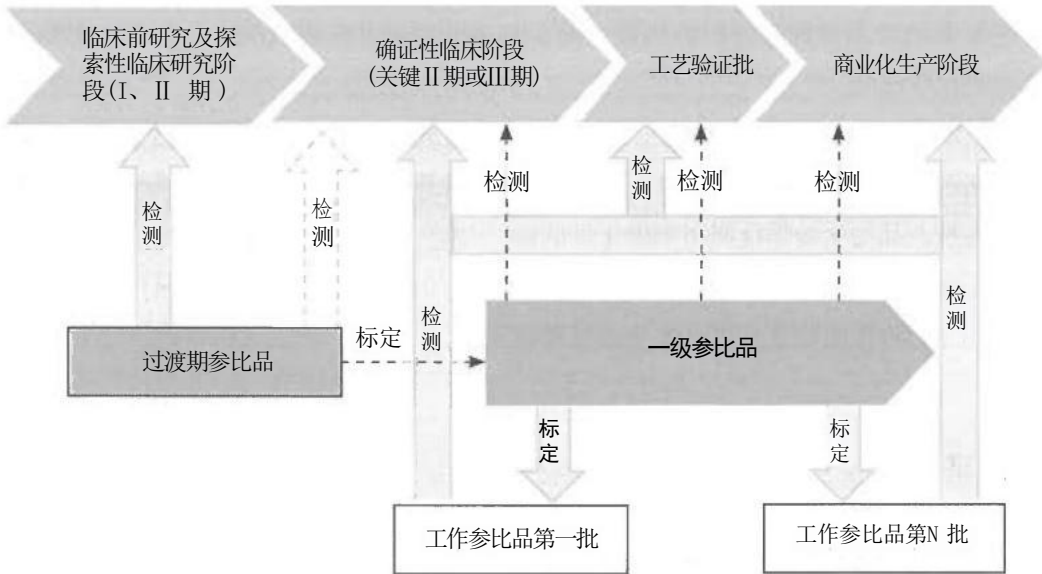 临床前研究及探
索性临床研究阶
段(I、Ⅱ 期)
确证性临床阶段
(关键Ⅱ期或III期)
工艺验证批
商业化生产阶段
检
测
检
测
检
测
检测
检
测
检测
检测
检
测
过渡期参比品
标定
一级参比品
标
定
标
定
工作参比品第一批
工作参比品第N 批